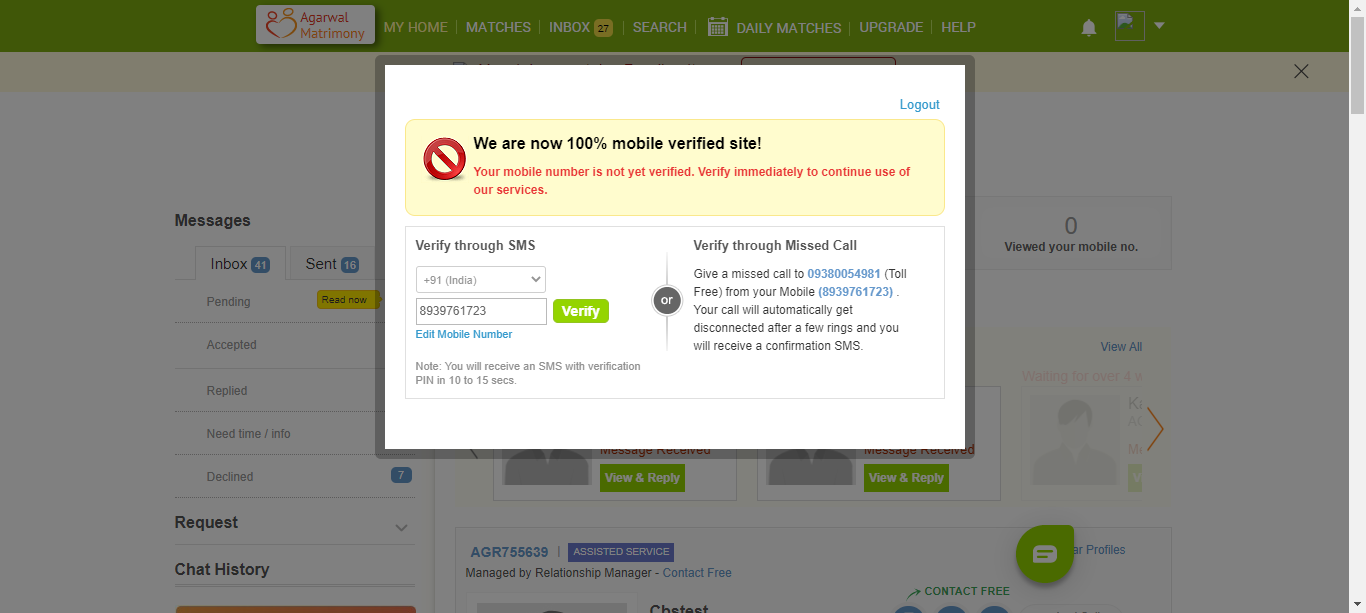 Agarwal
Matrimony
MY HOME
MATCHES
INBOX 27
SEARCH
DAILY MATCHES
UPGRADE
HELP
Logout
We are now 100% mobile verified site!
Your mobile number is not yet verified. Verify immediately to continue use of
our services.
Verify through SMS
+91 (India)
8939761723
Verify
Edit Mobile Number
Note: You will receive an SMS with verification
PIN in 10 to 15 secs.
or
Verify through Missed Call
Give a missed call to 09380054981 (Toll
Free) from your Mobile (8939761723) .
Your call will automatically get
disconnected after a few rings and you
will receive a confirmation SMS.
Messages
Inbox 41
Sent 16
Pending
Read now
Accepted
Replied
Need time / info
Declined
7
Request
Chat History
0
Viewed your mobile no.
View All
Waiting for over 4 w
Message Received
View & Reply
Message Received
View & Reply
AGR755639 | ASSISTED SERVICE
Managed by Relationship Manager - Contact Free
ar Profiles
CONTACT FREE
Cbstest